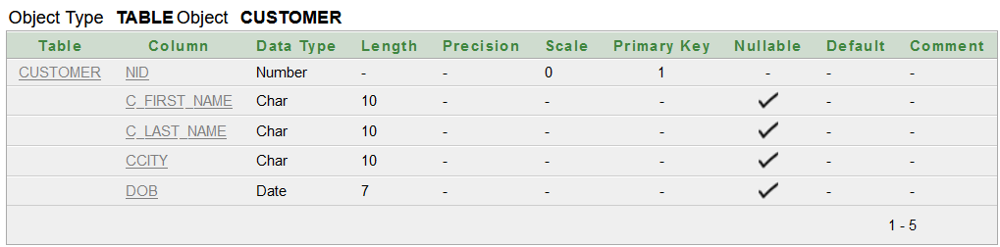 Object Type TABLE Object CUSTOMER
Table Column Data Type Length Precision Scale Primary Key Nullable Default Comment
CUSTOMER NID Number - - 0 1 - - -
C_FIRST_NAME Char 10 - - - - -
C_LAST_NAME Char 10 - - - - -
CCITY Char 10 - - - - -
DOB Date 7 - - - - -
1 - 5